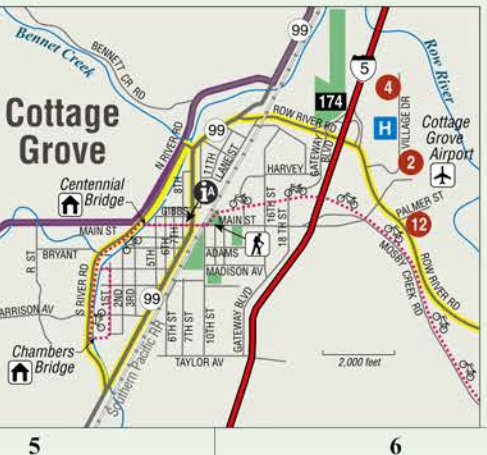 Bennet Creek
BENNETT CR RD
99
5
Row River
Cottage
Grove
N RIVER RD
99
ROW RIVER RD
174
4
H
VILLAGE DR
Cottage
Grove
Airport
11TH
LANE ST
8TH
iA
HARVEY
GATEWAY BLVD
2
Centennial
Bridge
GIBBS
16TH ST
18TH ST
PALMER ST
12
MAIN ST
MAIN ST
7TH
R ST
BRYANT
5TH
ADAMS
MADISON AV
MOSBY CREEK RD
ROW RIVER RD
S RIVER RD
1ST
2ND
3RD
ARRISON AV
99
6TH ST
7TH ST
10TH ST
GATEWAY BLVD
Chambers
Bridge
Southern Pacific RR
TAYLOR AV
2,000 feet
5
6